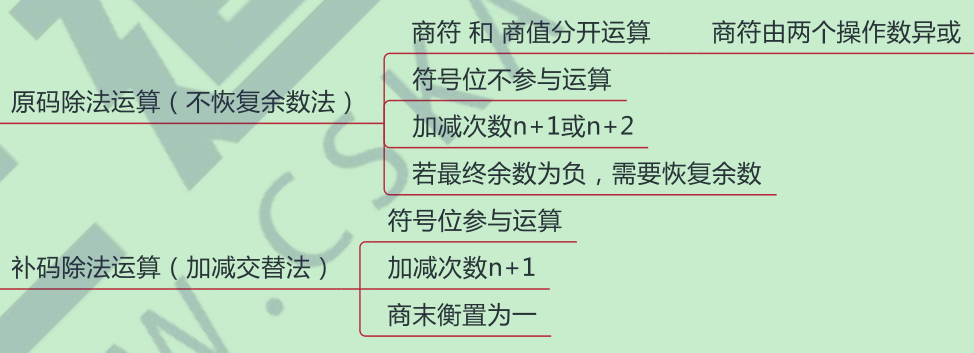 商符 和 商值分开运算 商符由两个操作数异或
符号位不参与运算
原码除法运算（不恢复余数法）
加减次数n+1或n+2
若最终余数为负，需要恢复余数
符号位参与运算
补码除法运算（加减交替法）
加减次数n+1
商末衡置为一
W.CSKA